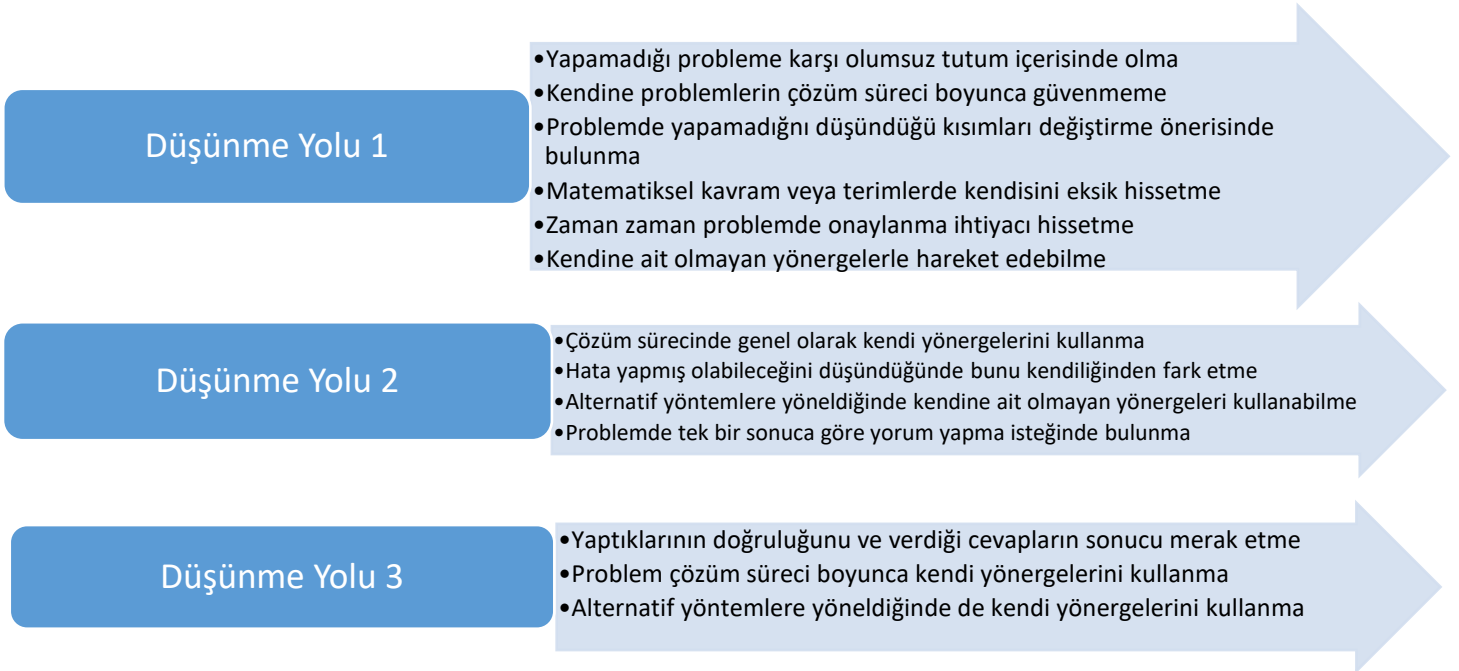 Düşünme Yolu 1
•Yapamadığı probleme karşı olumsuz tutum içerisinde olma
•Kendine problemlerin çözüm süreci boyunca güvenmeme
•Problemde yapamadığnı düşündüğü kısımları değiştirme önerisinde
bulunma
•Matematiksel kavram veya terimlerde kendisini eksik hissetme
•Zaman zaman problemde onaylanma ihtiyacı hissetme
•Kendine ait olmayan yönergelerle hareket edebilme
Düşünme Yolu 2
•Çözüm sürecinde genel olarak kendi yönergelerini kullanma
•Hata yapmış olabileceğini düşündüğünde bunu kendiliğinden fark etme
•Alternatif yöntemlere yöneldiğinde kendine ait olmayan yönergeleri kullanabilme
•Problemde tek bir sonuca göre yorum yapma isteğinde bulunma
Düşünme Yolu 3
•Yaptıklarının doğruluğunu ve verdiği cevapların sonucu merak etme
•Problem çözüm süreci boyunca kendi yönergelerini kullanma
•Alternatif yöntemlere yöneldiğinde de kendi yönergelerini kullanma